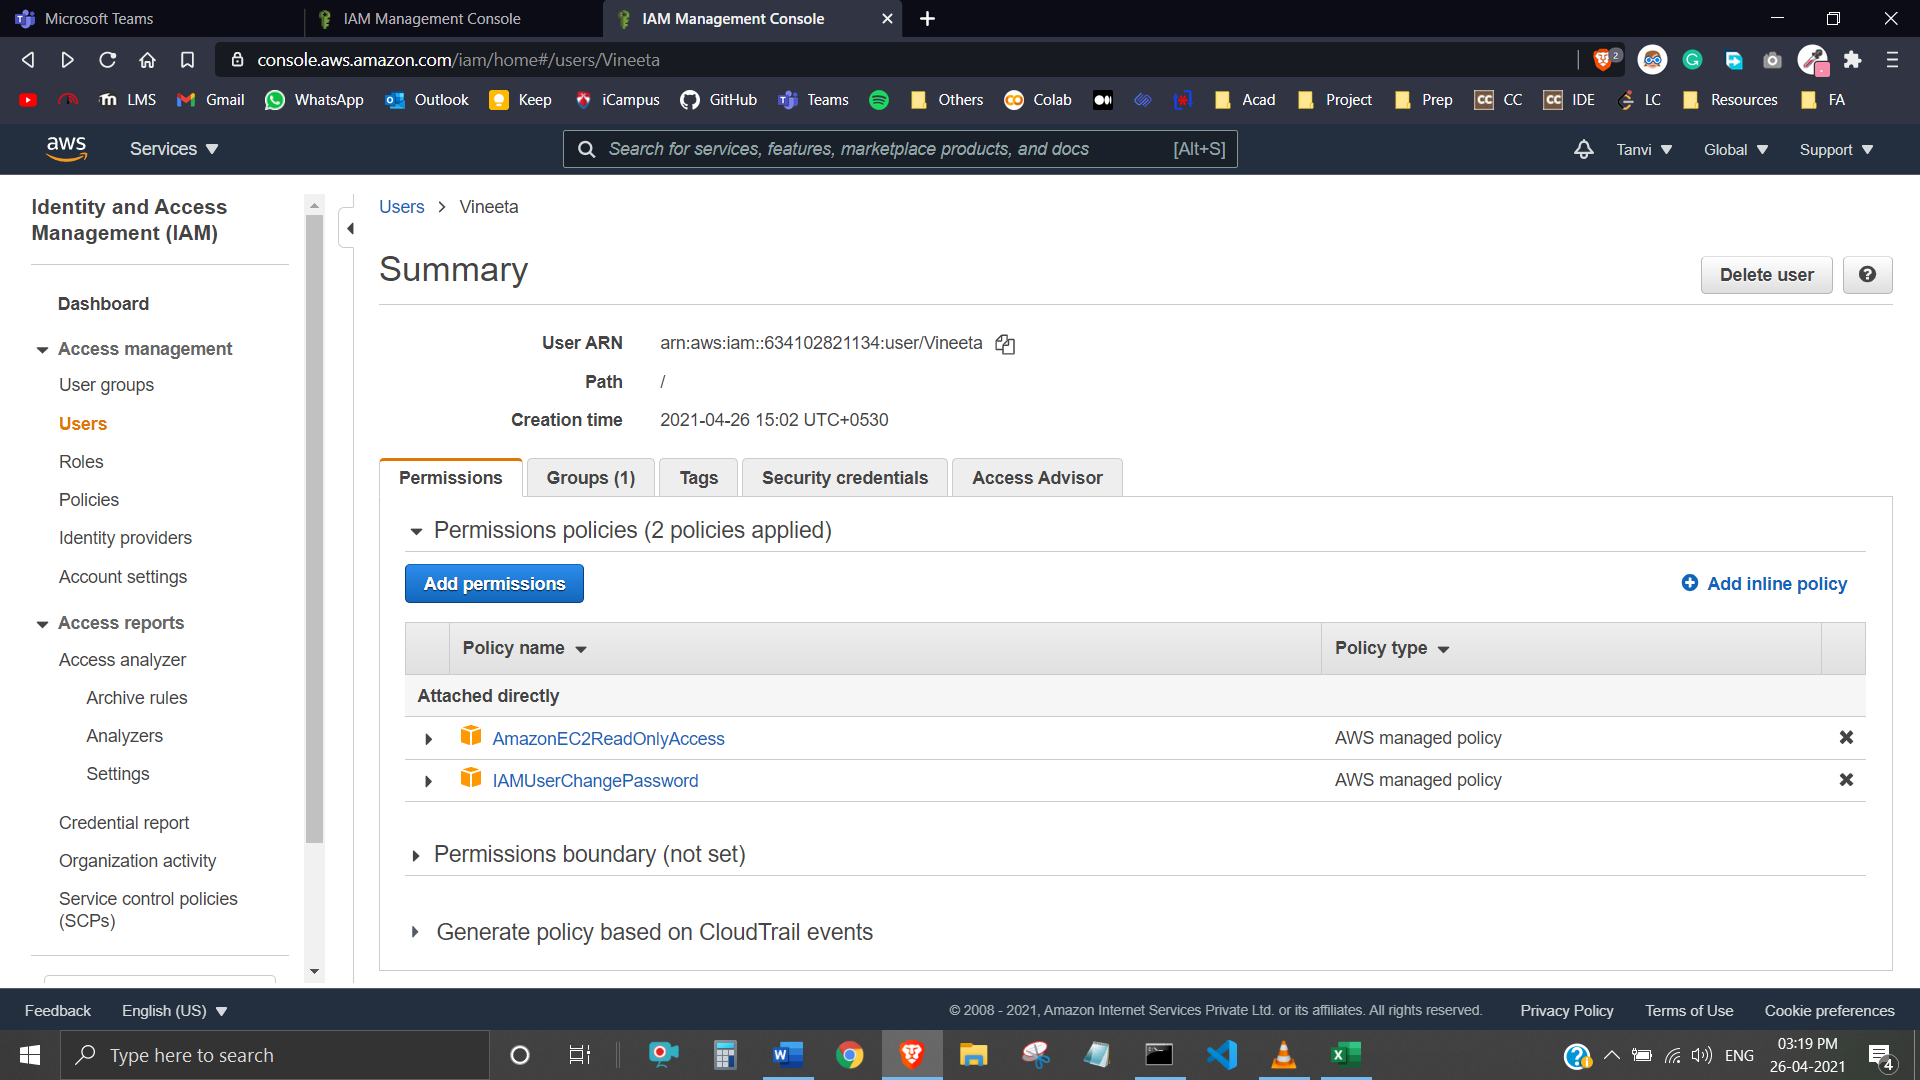 Microsoft Teams
IAM Management Console
IAM Management Console
console.aws.amazon.com/iam/home#/users/Vineeta
2
LMS
Gmail
WhatsApp
Outlook
Keep
iCampus
GitHub
Teams
Others
Colab
Acad
Project
Prep
CC CC
CC IDE
LC
Resources
FA
aws
Services
Search for services, features, marketplace products, and docs
[Alt+S]
Tanvi
Global
Support
Identity and Access
Management (IAM)
Dashboard
Access management
User groups
Users
Roles
Policies
Identity providers
Account settings
Access reports
Access analyzer
Archive rules
Analyzers
Settings
Credential report
Organization activity
Service control policies
(SCPs)
Users > Vineeta
Summary
Delete user
?
User ARN arn:aws:iam::634102821134:user/Vineeta
Path /
Creation time 2021-04-26 15:02 UTC+0530
Permissions
Groups (1)
Tags
Security credentials
Access Advisor
Permissions policies (2 policies applied)
Add permissions
Add inline policy
Policy name
Policy type
Attached directly
AmazonEC2ReadOnlyAccess AWS managed policy
IAMUserChangePassword AWS managed policy
Permissions boundary (not set)
Generate policy based on CloudTrail events
Feedback
English (US)
© 2008 - 2021, Amazon Internet Services Private Ltd. or its affiliates. All rights reserved.
Privacy Policy
Terms of Use
Cookie preferences
Type here to search
ENG
03:19 PM
26-04-2021
4